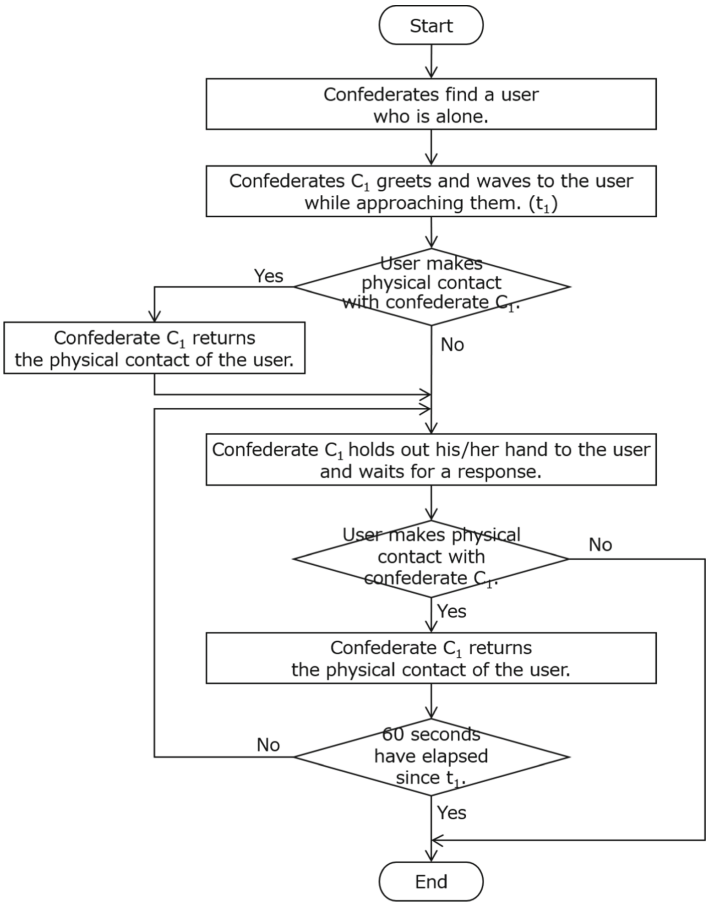 Start
Confederates find a user
who is alone.
Confederates C₁ greets and waves to the user
while approaching them. (t₁)
User makes
physical contact
with confederate C₁.
Yes
No
Confederate C₁ returns
the physical contact of the user.
Confederate C₁ holds out his/her hand to the user
and waits for a response.
User makes physical
contact with
confederate C₁.
No
Yes
Confederate C₁ returns
the physical contact of the user.
60 seconds
have elapsed
since t₁.
No
Yes
End